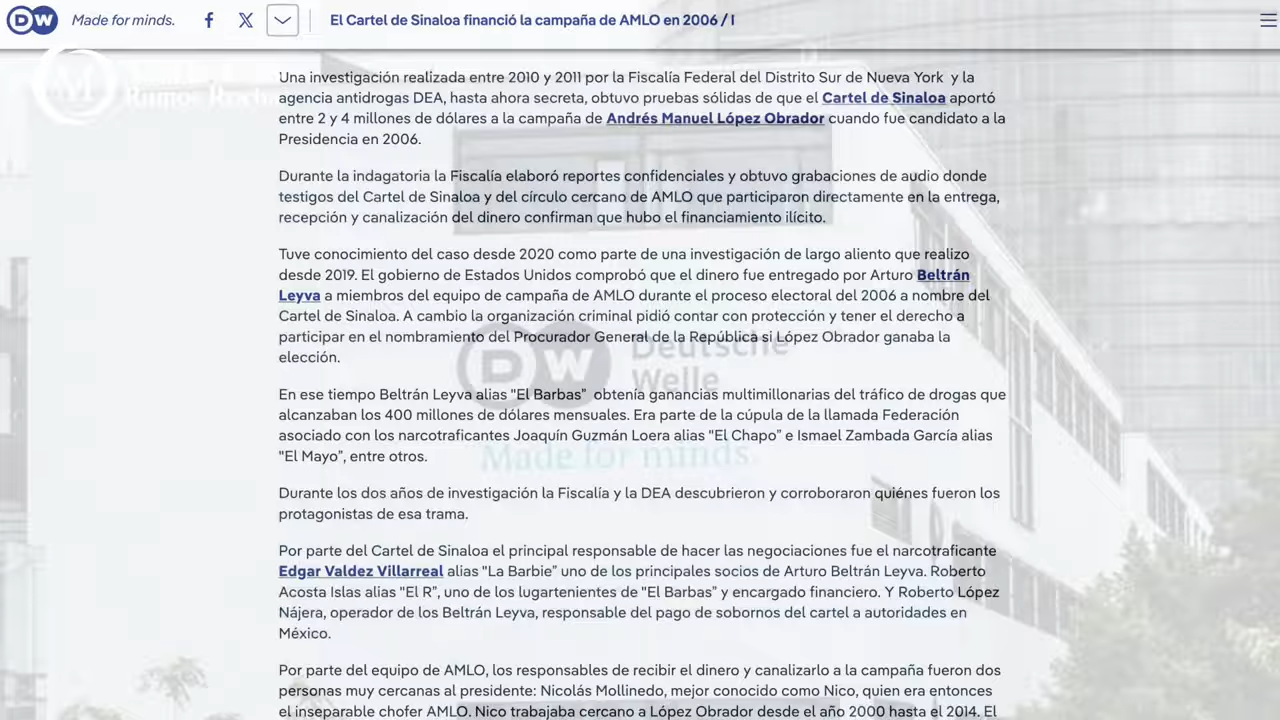 DW Made for minds. El Cartel de Sinaloa financió la campaña de AMLO en 2006 / I
Una investigación realizada entre 2010 y 2011 por la Fiscalía Federal del Distrito Sur de Nueva York y la
agencia antidrogas DEA, hasta ahora secreta, obtuvo pruebas sólidas de que el Cartel de Sinaloa aportó
entre 2 y 4 millones de dólares a la campaña de Andrés Manuel López Obrador cuando fue candidato a la
Presidencia en 2006.
Durante la indagatoria la Fiscalía elaboró reportes confidenciales y obtuvo grabaciones de audio donde
testigos del Cartel de Sinaloa y del círculo cercano de AMLO que participaron directamente en la entrega,
recepción y canalización del dinero confirman que hubo el financiamiento ilícito.
Tuve conocimiento del caso desde 2020 como parte de una investigación de largo aliento que realizo
desde 2019. El gobierno de Estados Unidos comprobó que el dinero fue entregado por Arturo Beltrán
Leyva a miembros del equipo de campaña de AMLO durante el proceso electoral del 2006 a nombre del
Cartel de Sinaloa. A cambio la organización criminal pidió contar con protección y tener el derecho a
participar en el nombramiento del Procurador General de la República si López Obrador ganaba la
elección.
DW Deutsche
Welle
Made for minds.
En ese tiempo Beltrán Leyva alias "El Barbas" obtenía ganancias multimillonarias del tráfico de drogas que
alcanzaban los 400 millones de dólares mensuales. Era parte de la cúpula de la llamada Federación
asociado con los narcotraficantes Joaquín Guzmán Loera alias "El Chapo" e Ismael Zambada García alias
"El Mayo", entre otros.
Durante los dos años de investigación la Fiscalía y la DEA descubrieron y corroboraron quiénes fueron los
protagonistas de esa trama.
Por parte del Cartel de Sinaloa el principal responsable de hacer las negociaciones fue el narcotraficante
Edgar Valdez Villarreal alias "La Barbie" uno de los principales socios de Arturo Beltrán Leyva. Roberto
Acosta Islas alias "El R", uno de los lugartenientes de "El Barbas" y encargado financiero. Y Roberto López
Nájera, operador de los Beltrán Leyva, responsable del pago de sobornos del cartel a autoridades en
México.
Por parte del equipo de AMLO, los responsables de recibir el dinero y canalizarlo a la campaña fueron dos
personas muy cercanas al presidente: Nicolás Mollinedo, mejor conocido como Nico, quien era entonces
el inseparable chofer AMLO. Nico trabajaba cercano a López Obrador desde el año 2000 hasta el 2014. El